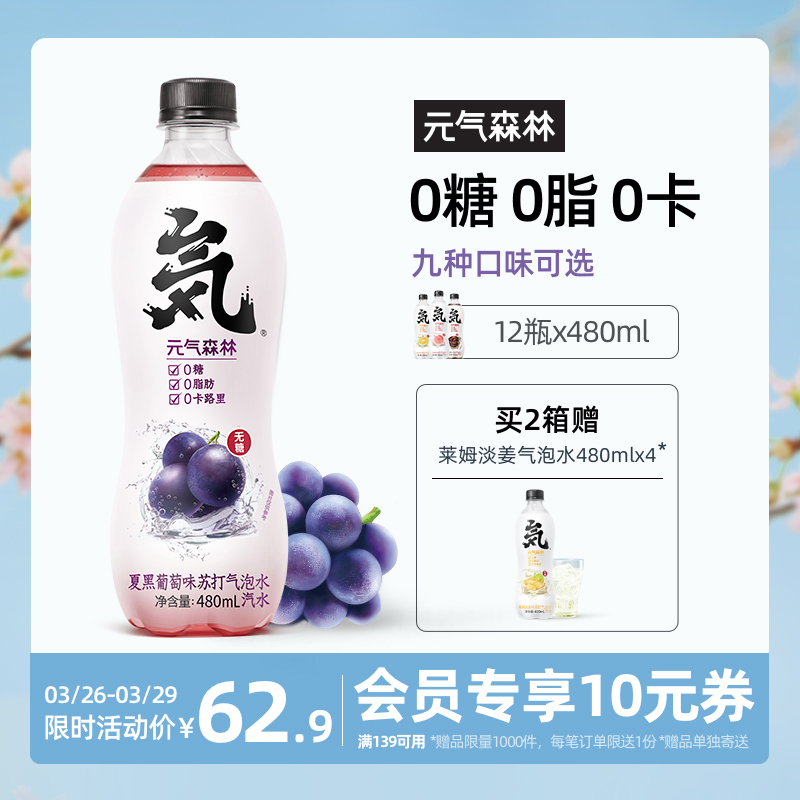 氣
®
元气森林
0糖
0脂肪
0卡路里
无糖
夏黑葡萄味苏打气泡水
净含量:480mL汽水
元气森林
0糖 0脂 0卡
九种口味可选
12瓶x480ml
买2箱赠
莱姆淡姜气泡水480mlx4*
03/26-03/29
限时活动价¥62.9
会员专享10元券
满139可用 *赠品限量1000件，每笔订单限送1份 *赠品单独寄送